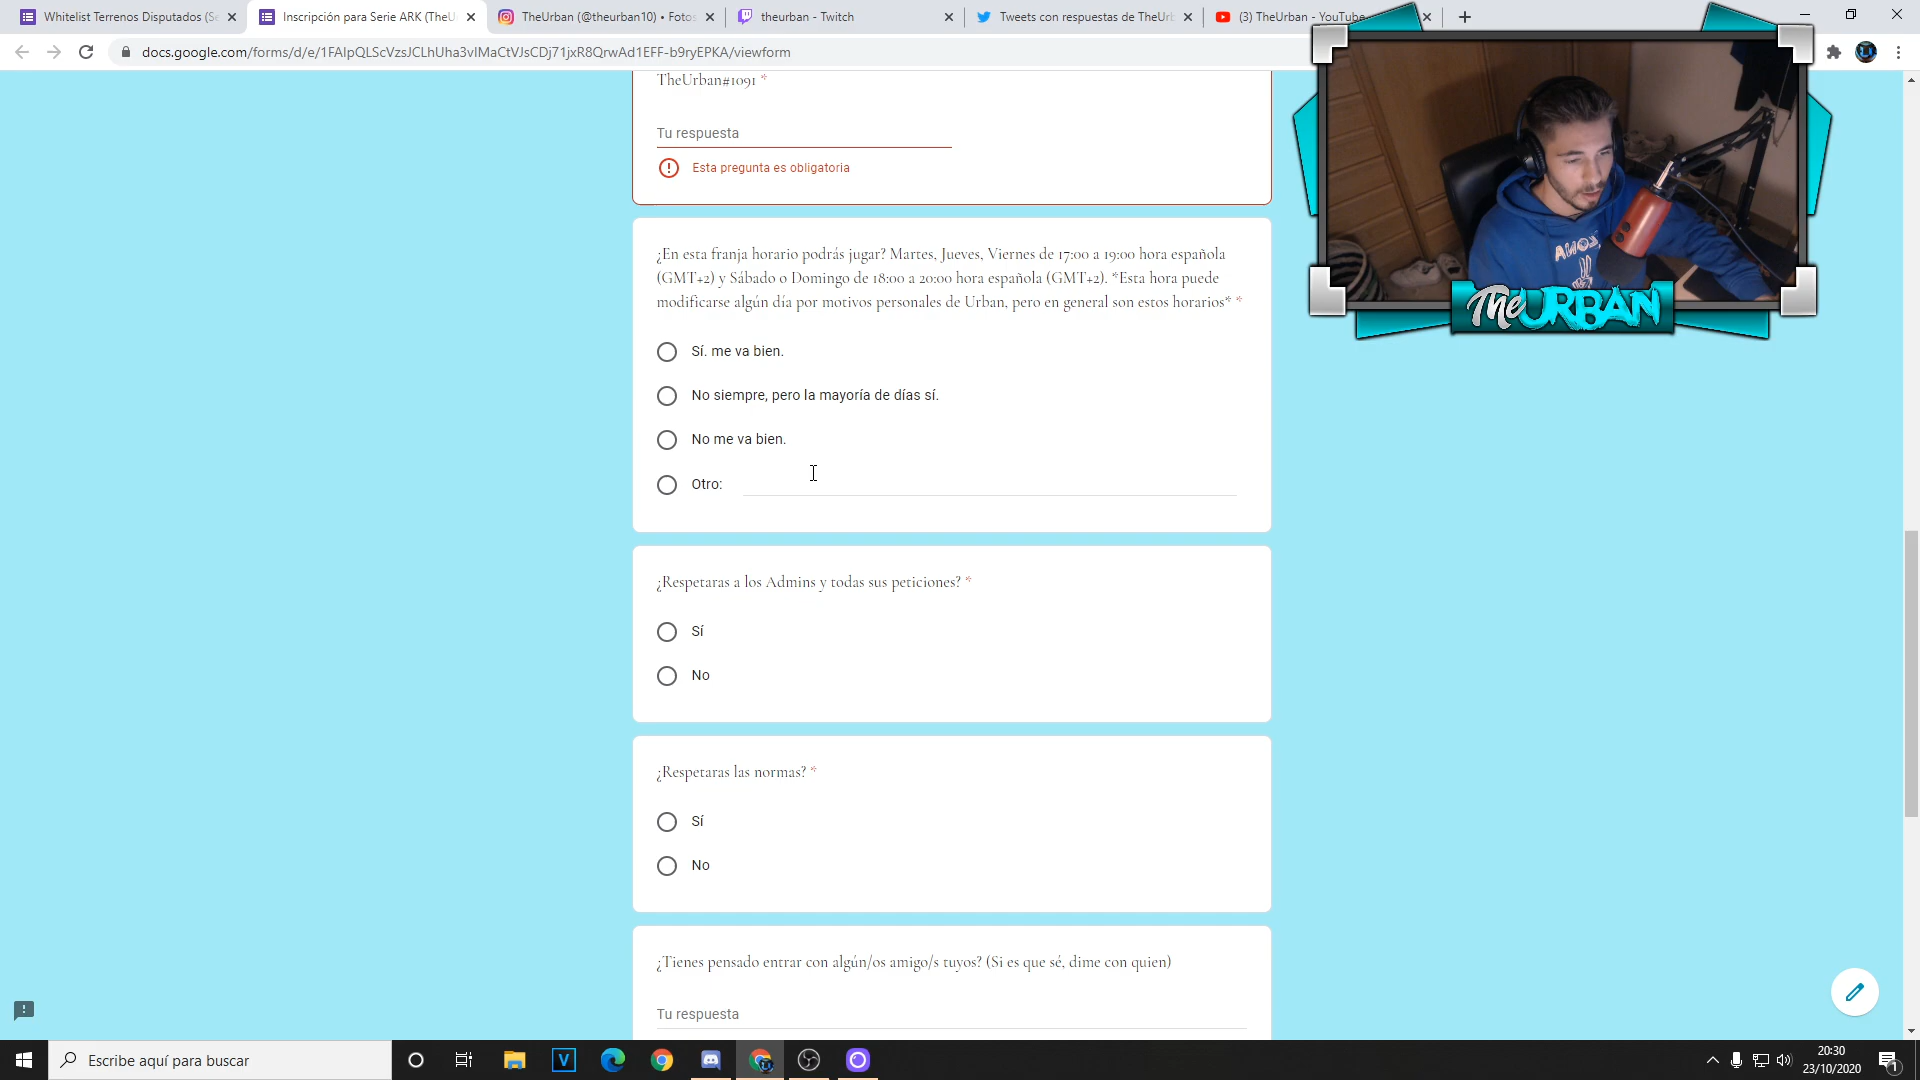 Whitelist Terrenos Disputados (Se
Inscripción para Serie ARK (TheU
TheUrban (@theurban10) • Fotos
theurban - Twitch
Tweets con respuestas de TheUrb
(3) TheUrban - YouTube
docs.google.com/forms/d/e/1FAIpQLScVzsJCLhUha3vIMaCtVJsCDj71jxR8QrwAd1EFF-b9ryEPKA/viewform
TheUrban#1091 *
Tu respuesta
Esta pregunta es obligatoria
¿En esta franja horario podrás jugar? Martes, Jueves, Viernes de 17:00 a 19:00 hora española
(GMT+2) y Sábado o Domingo de 18:00 a 20:00 hora española (GMT+2). *Esta hora puede
modificarse algún día por motivos personales de Urban, pero en general son estos horarios* *
Sí. me va bien.
No siempre, pero la mayoría de días sí.
No me va bien.
Otro:
¿Respetaras a los Admins y todas sus peticiones? *
Sí
No
¿Respetaras las normas? *
Sí
No
¿Tienes pensado entrar con algún/os amigo/s tuyos? (Si es que sé, dime con quien)
Tu respuesta
TheURBAN
Escribe aquí para buscar
20:30
23/10/2020
1